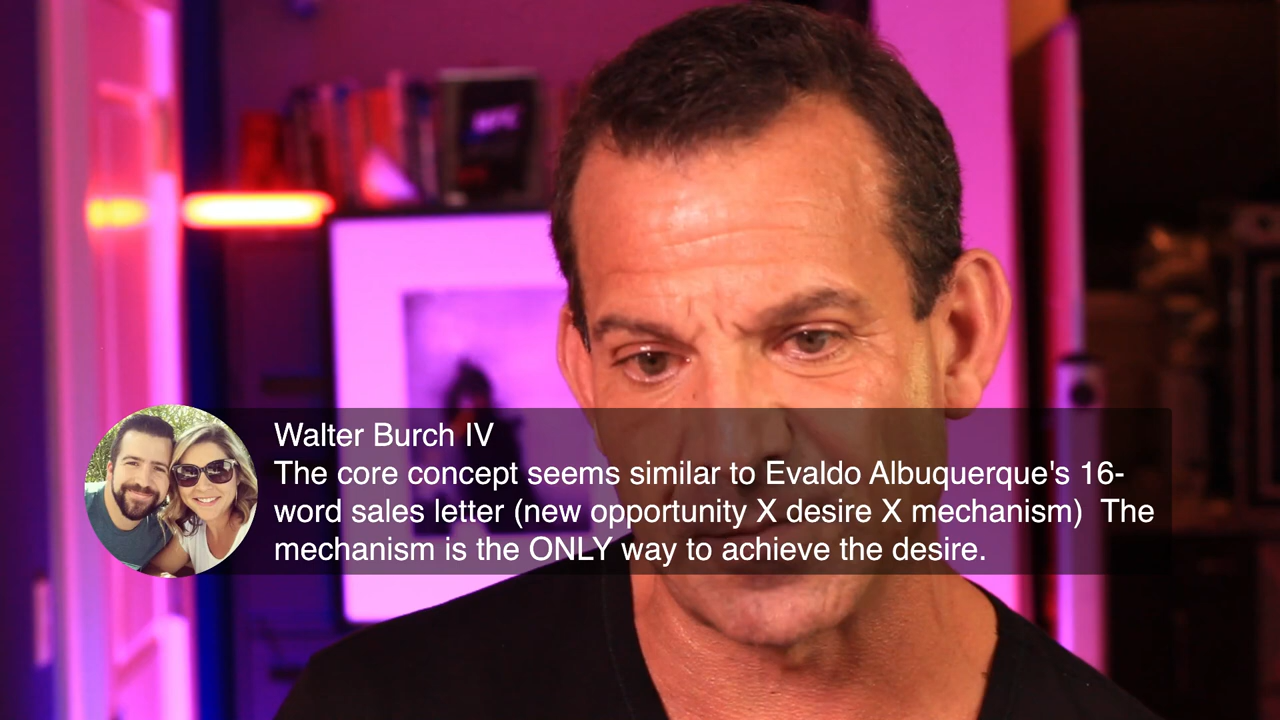 Walter Burch IV
The core concept seems similar to Evaldo Albuquerque's 16-
word sales letter (new opportunity X desire X mechanism)  The
mechanism is the ONLY way to achieve the desire.